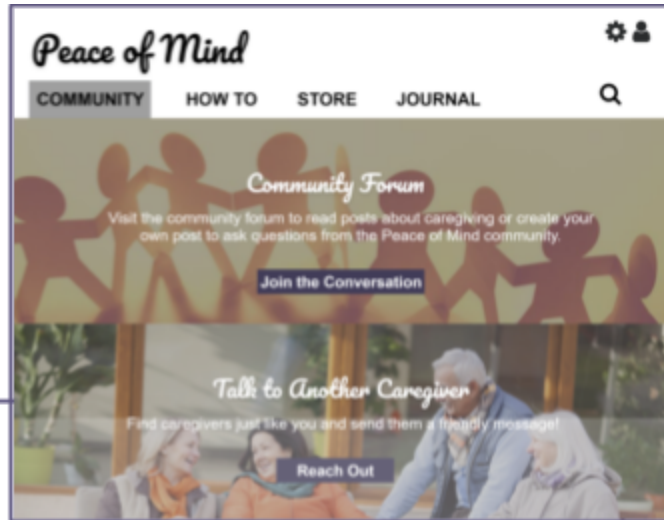 Peace of Mind
COMMUNITY HOW TO STORE JOURNAL
Community Forum
Visit the community forum to read posts about caregiving or create your
own post to ask questions from the Peace of Mind community.
Join the Conversation
Talk to Another Caregiver
Find caregivers just like you and send them a friendly message!
Reach Out